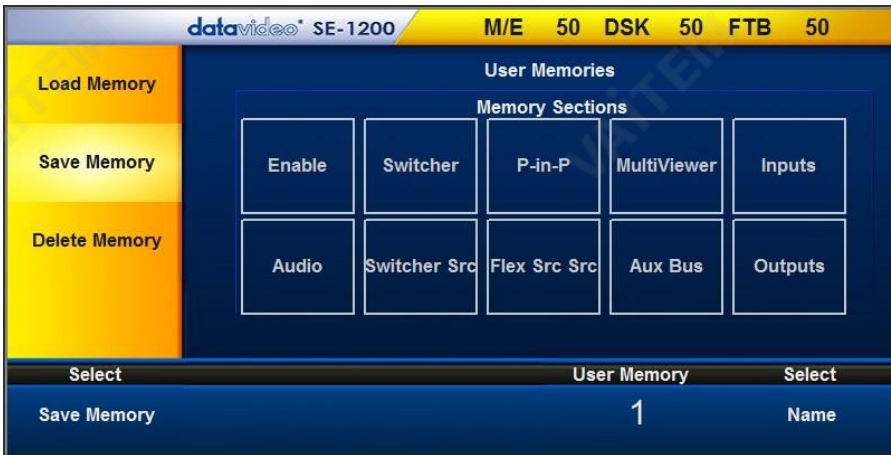 datavideo SE-1200 M/E 50 DSK 50 FTB 50
Load Memory
Save Memory
Delete Memory
User Memories
Memory Sections
Enable Switcher P-in-P MultiViewer Inputs
Audio Switcher Src Flex Src Src Aux Bus Outputs
Select User Memory Select
Save Memory 1 Name